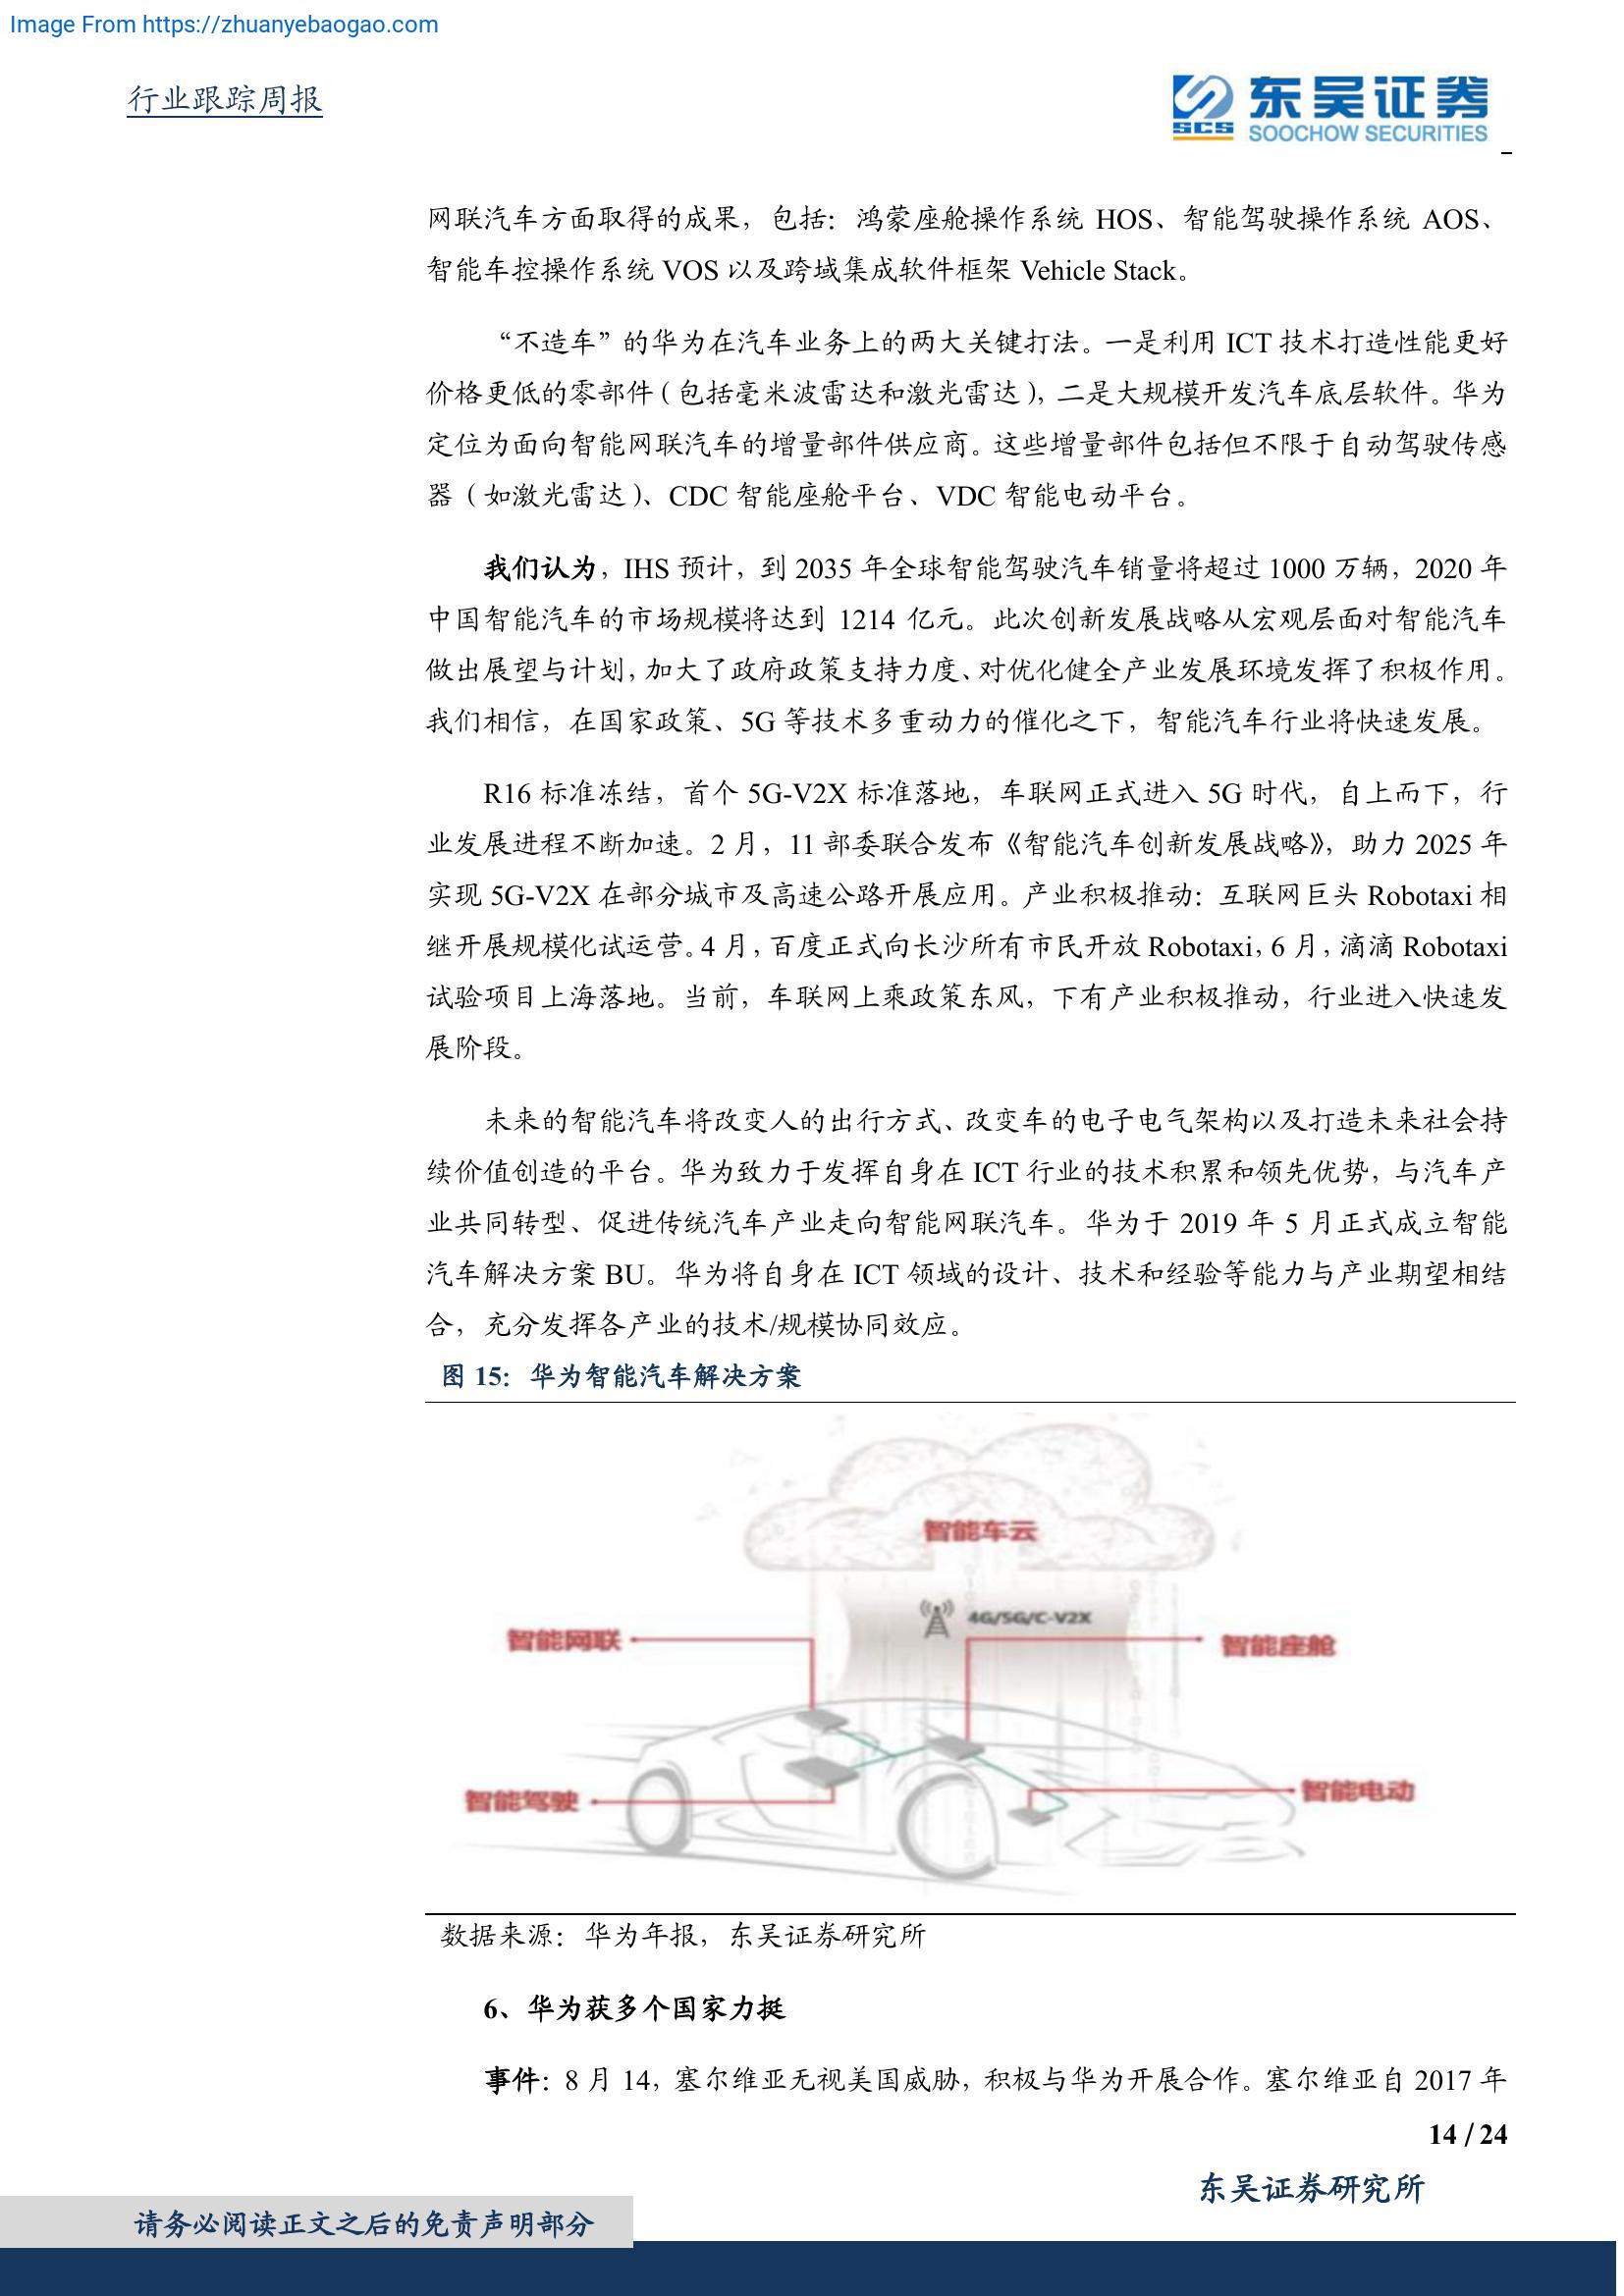 Image From https://zhuanyebaogao.com
行业跟踪周报
东吴证券
SCS
SOOCHOW SECURITIES
网联汽车方面取得的成果，包括：鸿蒙座舱操作系统 HOS、智能驾驶操作系统 AOS、
智能车控操作系统 VOS 以及跨域集成软件框架 Vehicle Stack。
“不造车”的华为在汽车业务上的两大关键打法。一是利用 ICT 技术打造性能更好
价格更低的零部件（包括毫米波雷达和激光雷达），二是大规模开发汽车底层软件。华为
定位为面向智能网联汽车的增量部件供应商。这些增量部件包括但不限于自动驾驶传感
器（如激光雷达）、CDC 智能座舱平台、VDC 智能电动平台。
我们认为，IHS 预计，到 2035 年全球智能驾驶汽车销量将超过 1000 万辆，2020 年
中国智能汽车的市场规模将达到 1214 亿元。此次创新发展战略从宏观层面对智能汽车
做出展望与计划，加大了政府政策支持力度、对优化健全产业发展环境发挥了积极作用。
我们相信，在国家政策、5G 等技术多重动力的催化之下，智能汽车行业将快速发展。
R16 标准冻结，首个 5G-V2X 标准落地，车联网正式进入 5G 时代，自上而下，行
业发展进程不断加速。2 月，11 部委联合发布《智能汽车创新发展战略》，助力 2025 年
实现 5G-V2X 在部分城市及高速公路开展应用。产业积极推动：互联网巨头 Robotaxi 相
继开展规模化试运营。4 月，百度正式向长沙所有市民开放 Robotaxi，6 月，滴滴 Robotaxi
试验项目上海落地。当前，车联网上乘政策东风，下有产业积极推动，行业进入快速发
展阶段。
未来的智能汽车将改变人的出行方式、改变车的电子电气架构以及打造未来社会持
续价值创造的平台。华为致力于发挥自身在 ICT 行业的技术积累和领先优势，与汽车产
业共同转型、促进传统汽车产业走向智能网联汽车。华为于 2019 年 5 月正式成立智能
汽车解决方案 BU。华为将自身在 ICT 领域的设计、技术和经验等能力与产业期望相结
合，充分发挥各产业的技术/规模协同效应。
图 15：华为智能汽车解决方案
智能车云
4G/5G/C-V2X
智能网联
智能座舱
智能驾驶
智能电动
数据来源：华为年报，东吴证券研究所
6、华为获多个国家力挺
事件：8 月 14，塞尔维亚无视美国威胁，积极与华为开展合作。塞尔维亚自 2017 年
14 / 24
东吴证券研究所
请务必阅读正文之后的免责声明部分